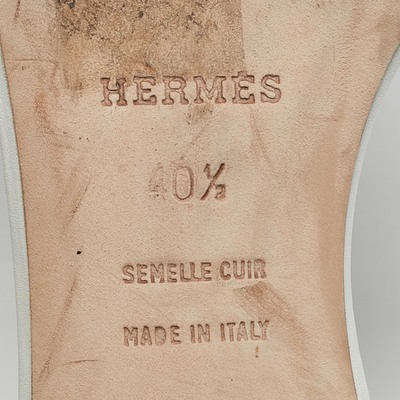 HERMÈS
40½
SEMELLE CUIR
MADE IN ITALY